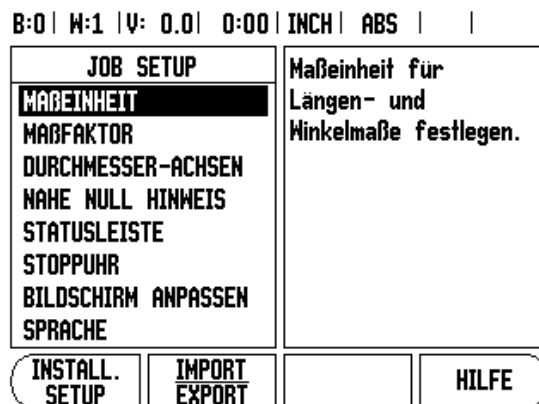 B:0 | W:1 | V: 0.0 | 0:00 | INCH | ABS | |
JOB SETUP
MAßEINHEIT
MAßFAKTOR
DURCHMESSER-ACHSEN
NAHE NULL HINWEIS
STATUSLEISTE
STOPPUHR
BILDSCHIRM ANPASSEN
SPRACHE
Maßeinheit für
Längen- und
Winkelmaße festlegen.
INSTALL.
SETUP
IMPORT
EXPORT
HILFE